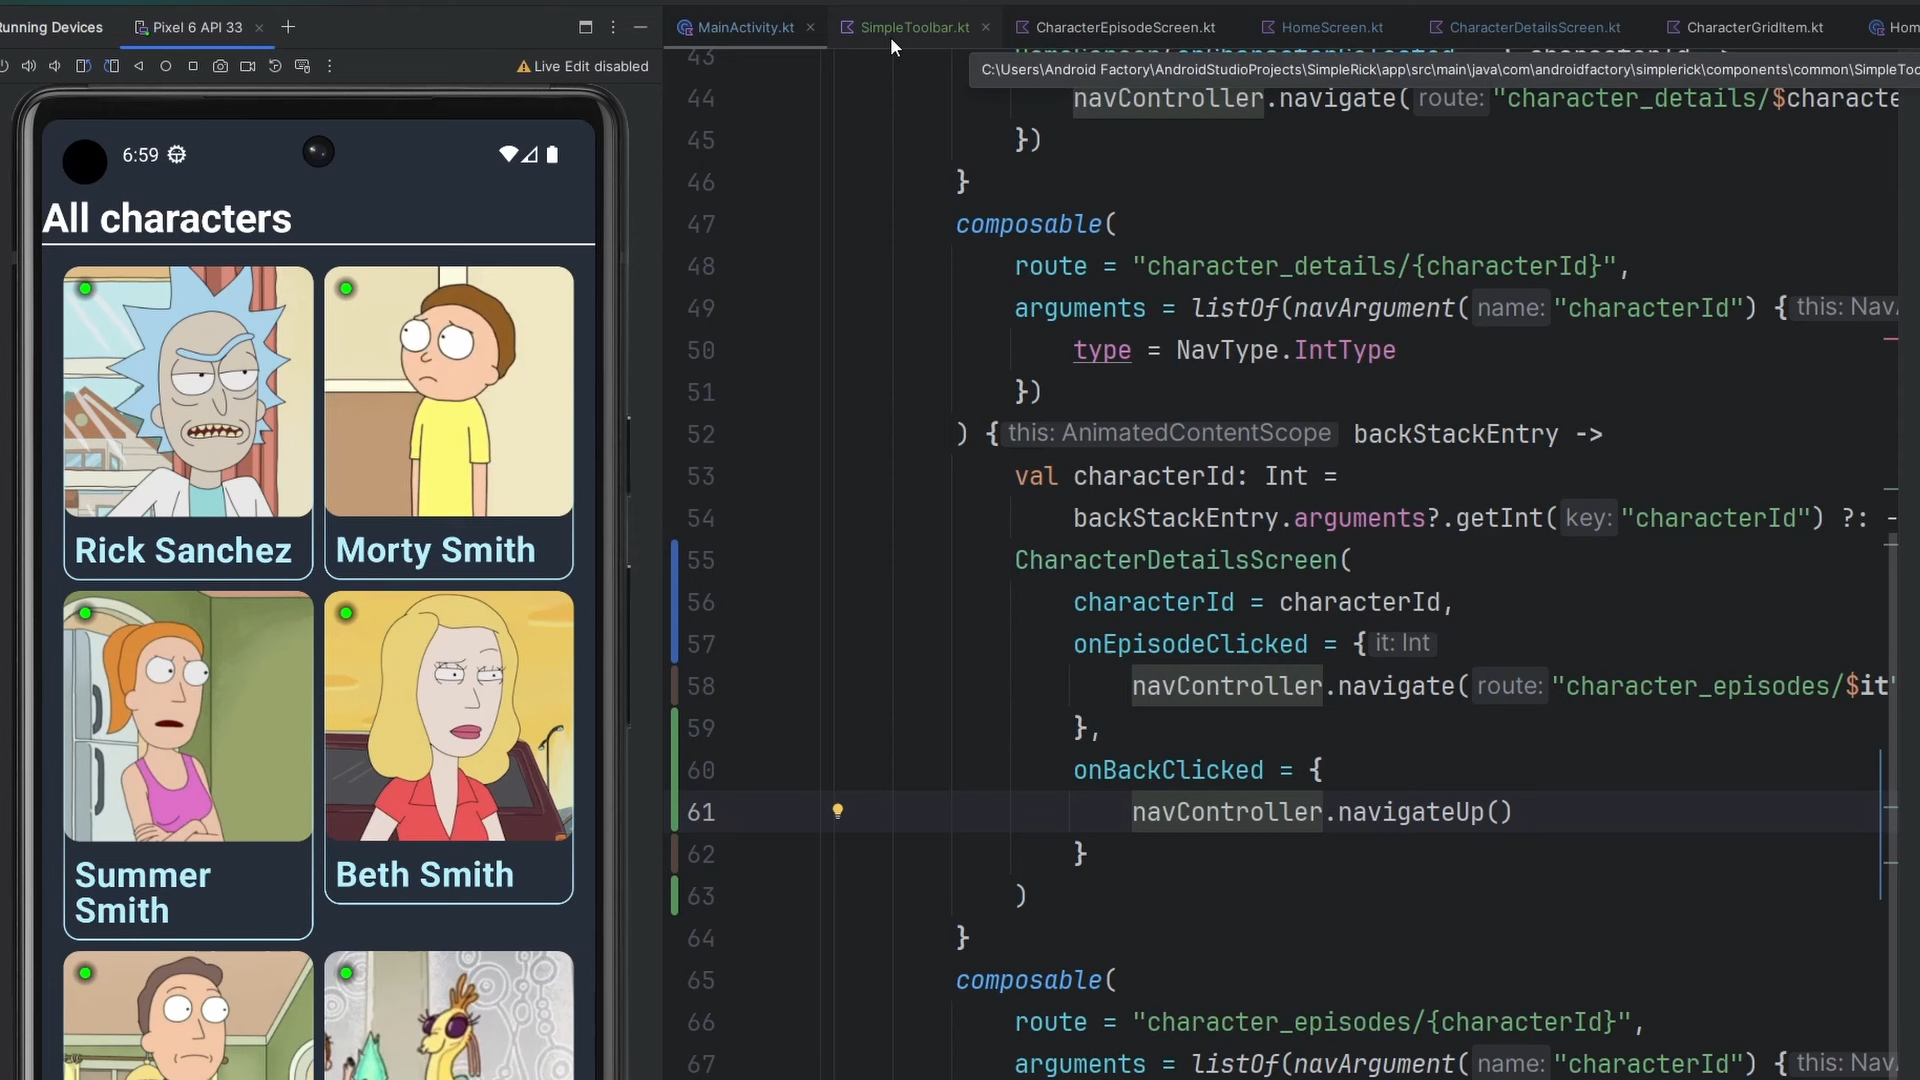 Running Devices
Pixel 6 API 33
MainActivity.kt
SimpleToolbar.kt
CharacterEpisodeScreen.kt
HomeScreen.kt
CharacterDetailsScreen.kt
CharacterGridItem.kt
Hom
Live Edit disabled
C:\Users\Android Factory\AndroidStudioProjects\SimpleRick\app\src\main\java\com\androidfactory\simplerick\components\common\SimpleToo
6:59
All characters
Rick Sanchez
Morty Smith
Summer
Smith
Beth Smith
43
44 navController.navigate( route: "character_details/$characte
45 })
46 }
47 composable(
48 route = "character_details/{characterId}",
49 arguments = listOf(navArgument( name: "characterId") { this: NavA
50 type = NavType.IntType
51 })
52 ) { this: AnimatedContentScope backStackEntry ->
53 val characterId: Int =
54 backStackEntry.arguments?.getInt( key: "characterId") ?: -
55 CharacterDetailsScreen(
56 characterId = characterId,
57 onEpisodeClicked = { it: Int
58 navController.navigate( route: "character_episodes/$it"
59 },
60 onBackClicked = {
61 navController.navigateUp()
62 }
63 )
64 }
65 composable(
66 route = "character_episodes/{characterId}",
67 arguments = listOf(navArgument( name: "characterId") { this: NavA